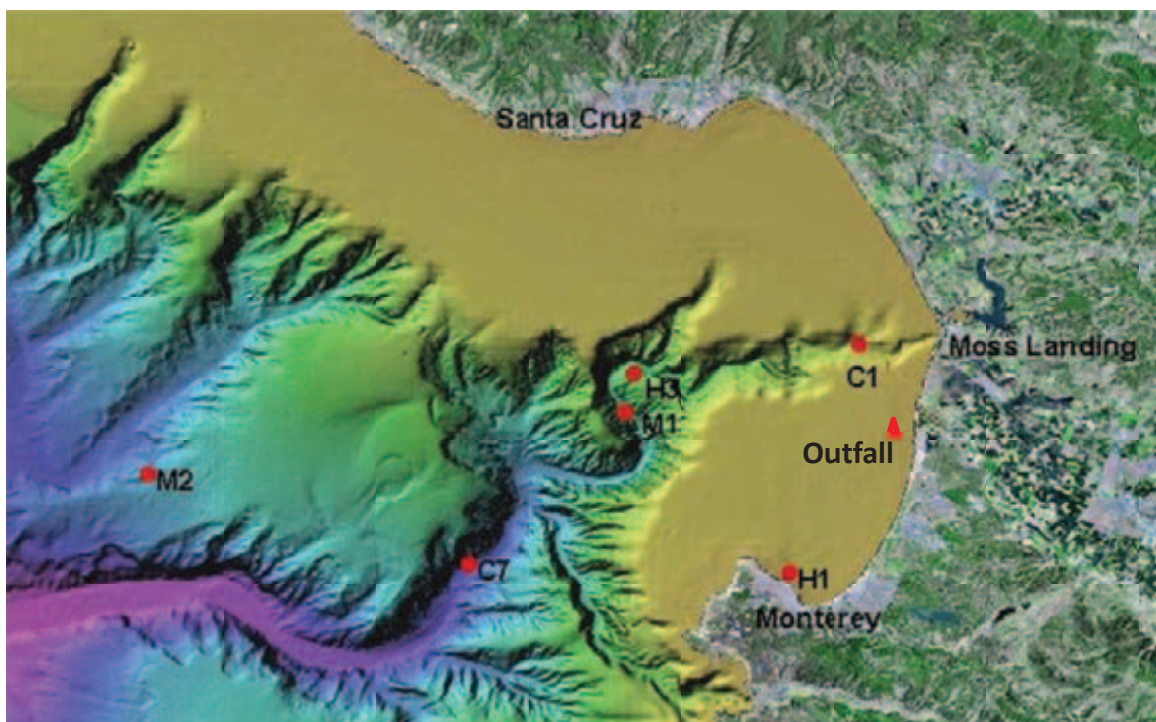 Santa Cruz
Moss Landing
C1
H3
M1
Outfall
M2
C7
H1
Monterey